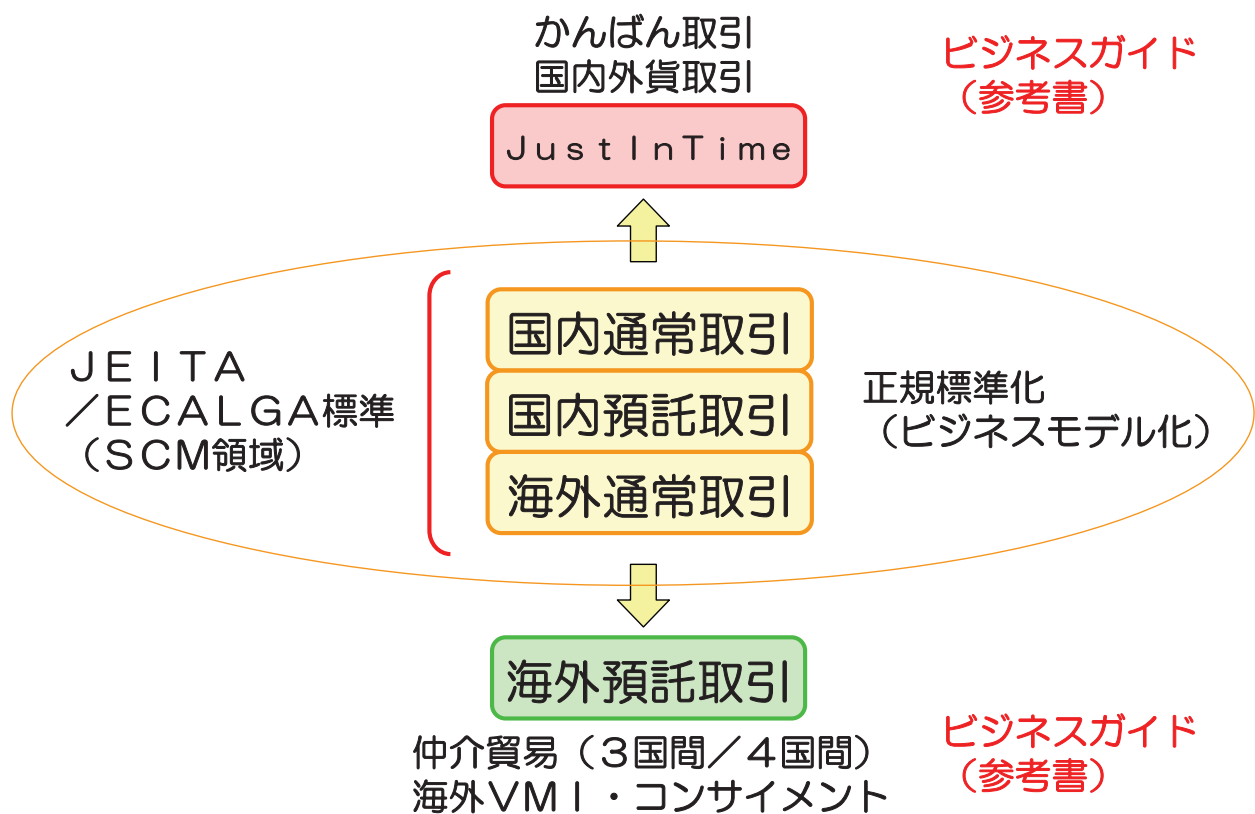 かんばん取引
国内外貨取引
ビジネスガイド
（参考書）
ＪｕｓｔＩｎＴｉｍｅ
ＪＥＩＴＡ
／ＥＣＡＬＧＡ標準
（ＳＣＭ領域）
国内通常取引
国内預託取引
海外通常取引
正規標準化
（ビジネスモデル化）
海外預託取引
仲介貿易（３国間／４国間）
海外ＶＭＩ・コンサイメント
ビジネスガイド
（参考書）